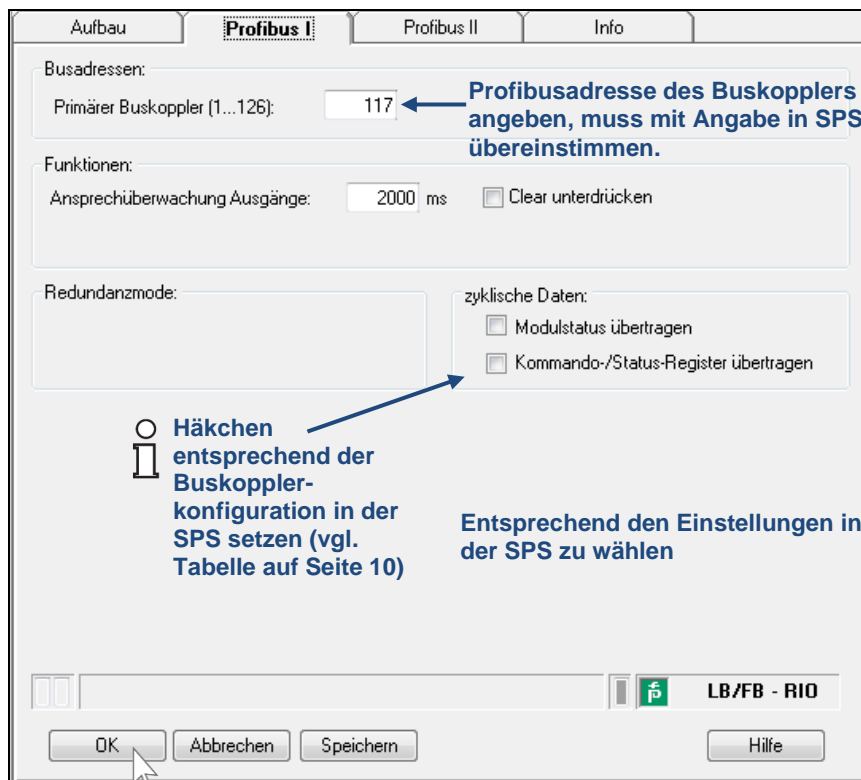 Aufbau Profibus I Profibus II Info
Busadressen:
Primärer Buskoppler (1...126): 117
Profibusadresse des Buskopplers
angeben, muss mit Angabe in SPS
übereinstimmen.
Funktionen:
Ansprechüberwachung Ausgänge: 2000 ms Clear unterdrücken
Redundanzmode:
zyklische Daten:
Modulstatus übertragen
Kommando-/Status-Register übertragen
Häkchen
entsprechend der
Buskoppler-
konfiguration in der
SPS setzen (vgl.
Tabelle auf Seite 10)
Entsprechend den Einstellungen in
der SPS zu wählen
LB/FB - RIO
OK Abbrechen Speichern Hilfe